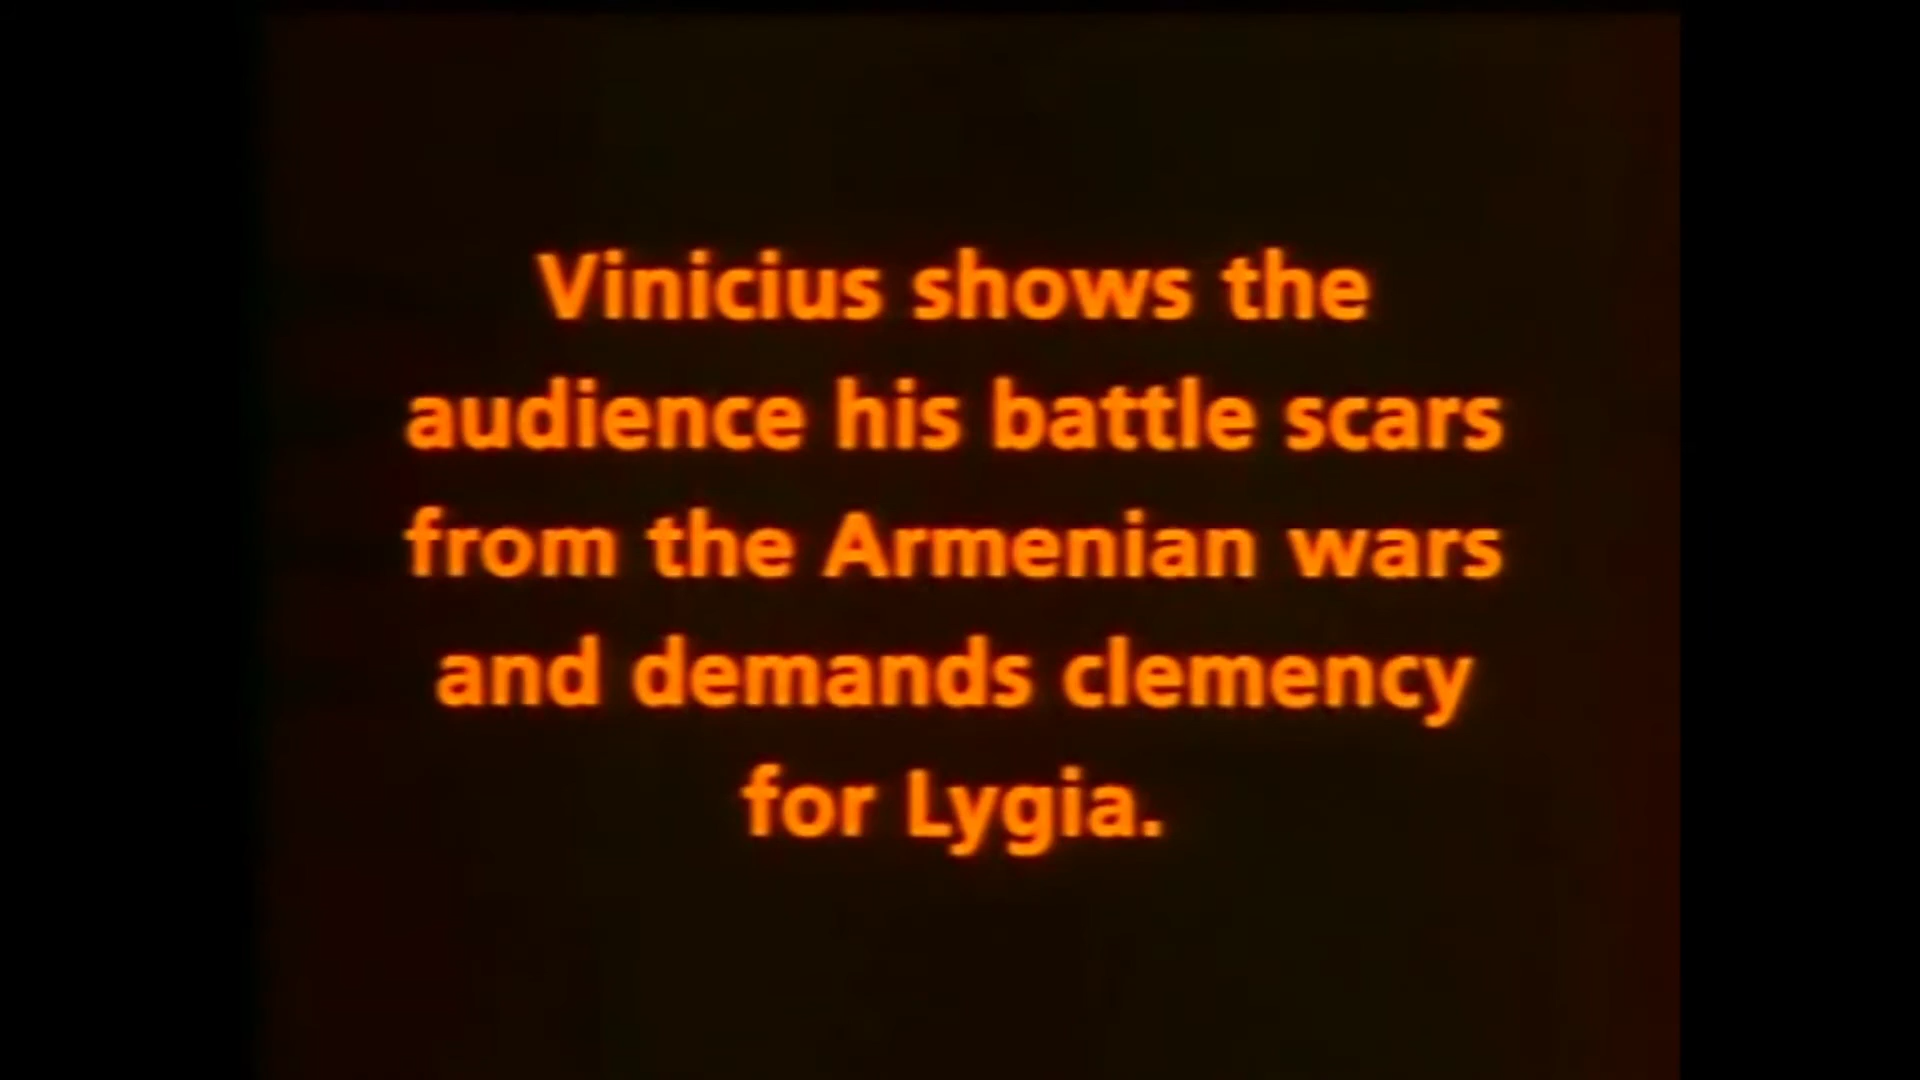 Vinicius shows the
audience his battle scars
from the Armenian wars
and demands clemency
for Lygia.